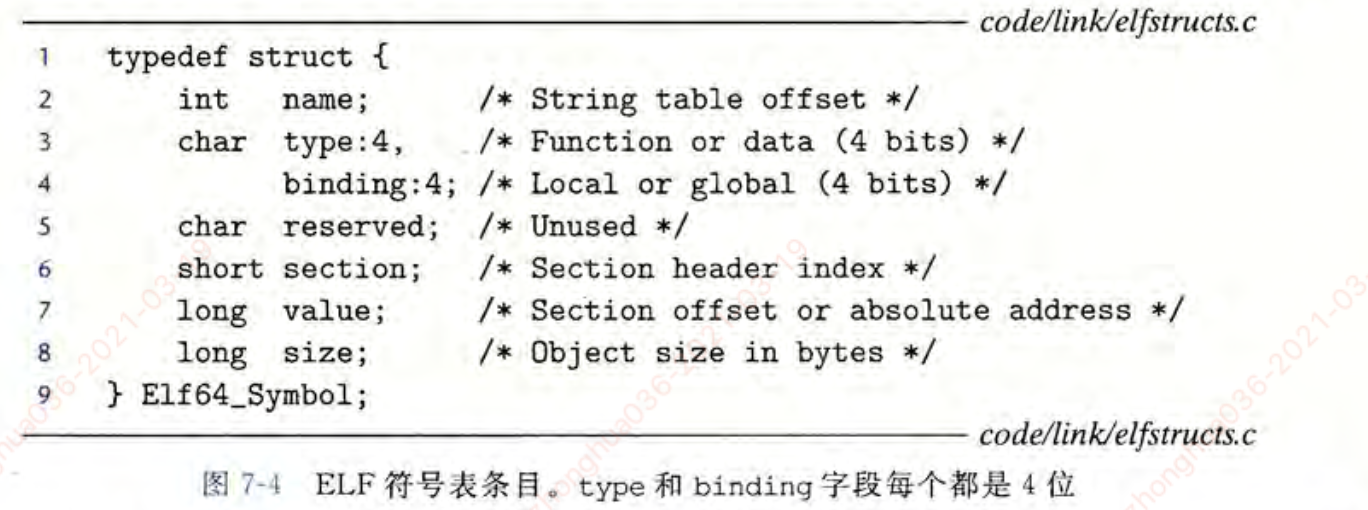 code/link/elfstructs.c
1 typedef struct {
2     int   name;      /* String table offset */
3     char  type:4,    /* Function or data (4 bits) */
4           binding:4; /* Local or global (4 bits) */
5     char  reserved;  /* Unused */
6     short section;   /* Section header index */
7     long  value;     /* Section offset or absolute address */
8     long  size;      /* Object size in bytes */
9 } Elf64_Symbol;
code/link/elfstructs.c
图 7-4 ELF 符号表条目。type 和 binding 字段每个都是 4 位